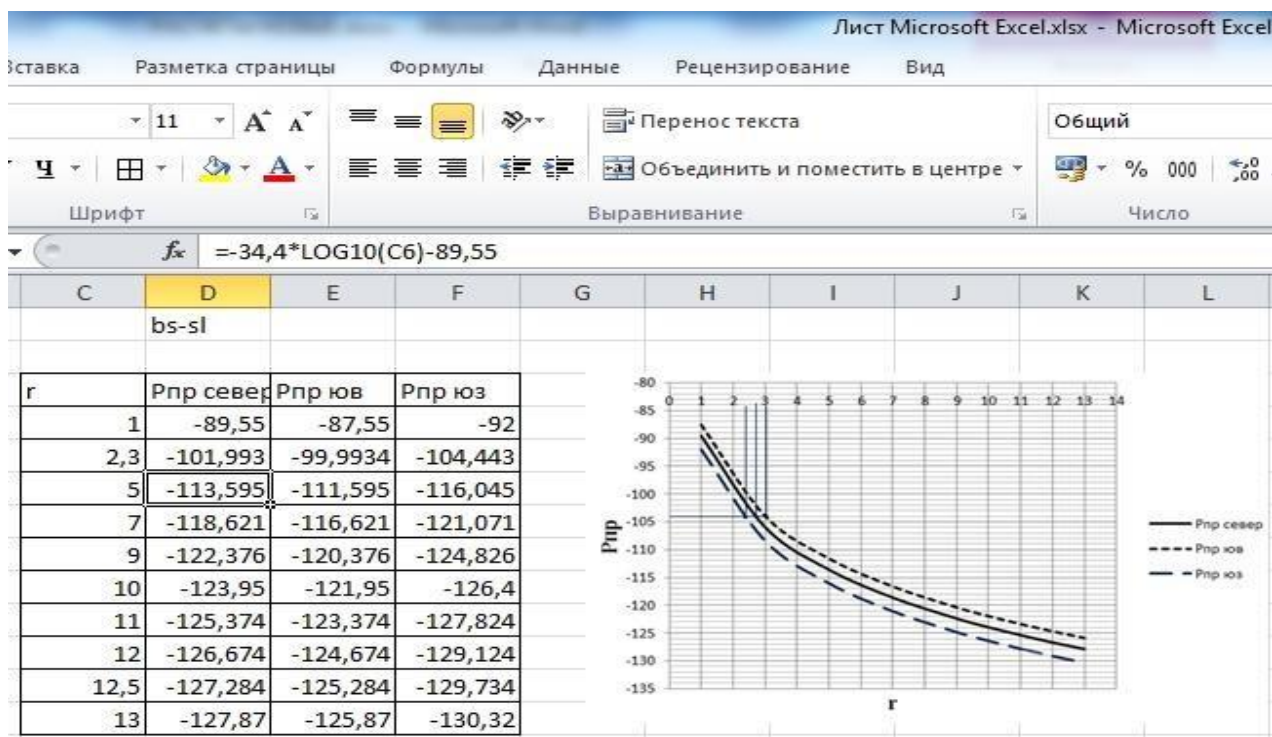 Лист Microsoft Excel.xlsx - Microsoft Excel
Вставка Разметка страницы Формулы Данные Рецензирование Вид
11 А А Перенос текста Общий
Ч А Объединить и поместить в центре % 000
Шрифт Выравнивание Число
fx =-34,4*LOG10(C6)-89,55
C D E F G H I J K L
bs-sl
r Рпр север Рпр юв Рпр юз
1 -89,55 -87,55 -92
2,3 -101,993 -99,9934 -104,443
5 -113,595 -111,595 -116,045
7 -118,621 -116,621 -121,071
9 -122,376 -120,376 -124,826
10 -123,95 -121,95 -126,4
11 -125,374 -123,374 -127,824
12 -126,674 -124,674 -129,124
12,5 -127,284 -125,284 -129,734
13 -127,87 -125,87 -130,32
-80
0 1 2 3 4 5 6 7 8 9 10 11 12 13 14
-85
-90
-95
-100
-105
-110
-115
-120
-125
-130
-135
Рпр
r
Рпр север
Рпр юв
Рпр юз